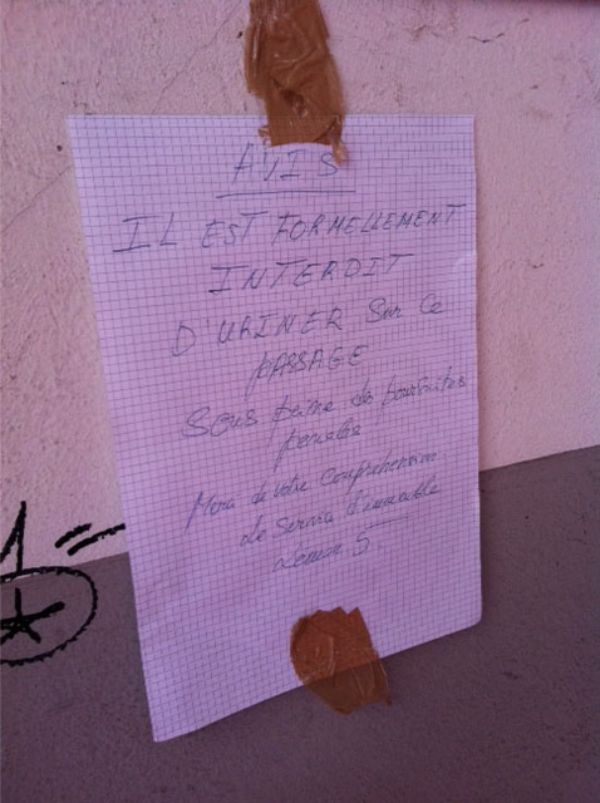 AVIS
IL EST FORMELLEMENT
INTERDIT
D'URINER Sur Ce
PASSAGE
Sous peine de poursuites
penales
Merci de votre Comprehension
Le Service d'immeuble
S.